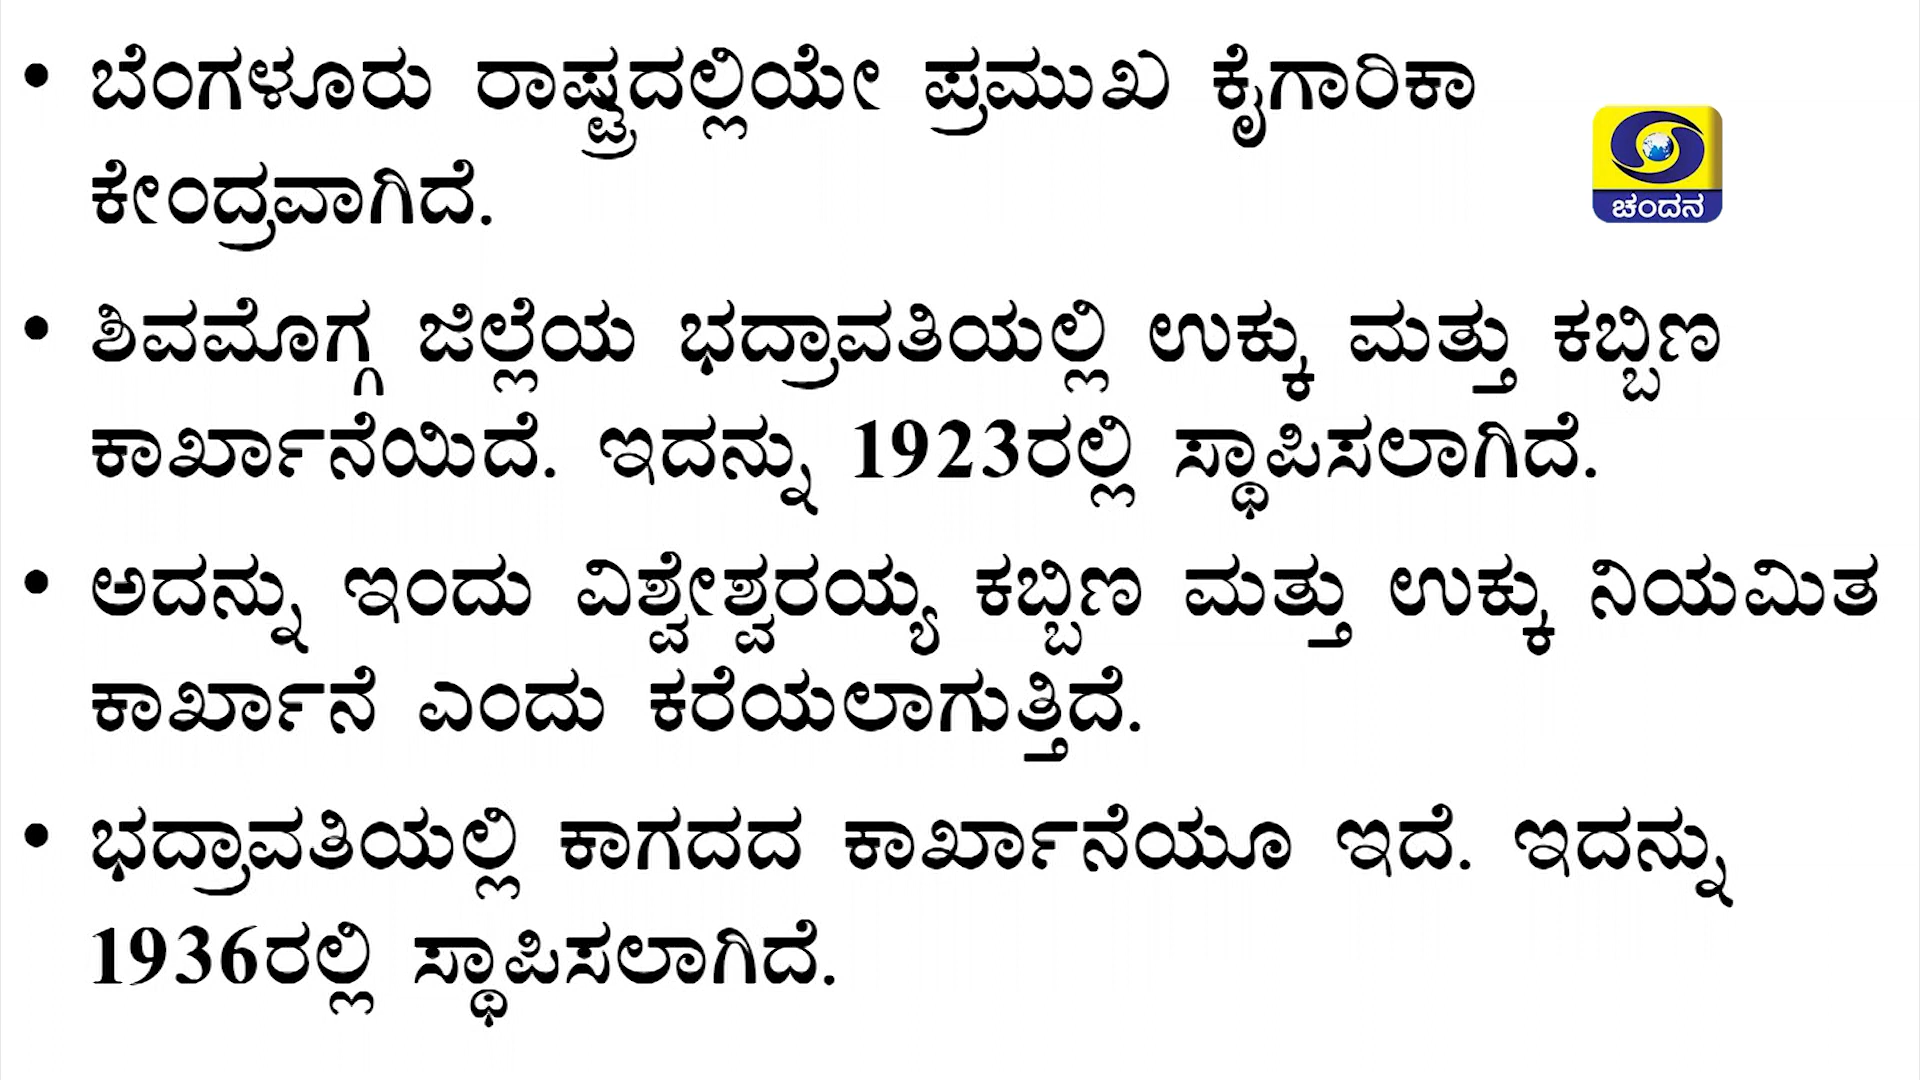 • ಬೆಂಗಳೂರು ರಾಷ್ಟ್ರದಲ್ಲಿಯೇ ಪ್ರಮುಖ ಕೈಗಾರಿಕಾ
ಕೇಂದ್ರವಾಗಿದೆ.
ಚಂದನ
• ಶಿವಮೊಗ್ಗ ಜಿಲ್ಲೆಯ ಭದ್ರಾವತಿಯಲ್ಲಿ ಉಕ್ಕು ಮತ್ತು ಕಬ್ಬಿಣ
ಕಾರ್ಖಾನೆಯಿದೆ. ಇದನ್ನು 1923ರಲ್ಲಿ ಸ್ಥಾಪಿಸಲಾಗಿದೆ.
• ಅದನ್ನು ಇಂದು ವಿಶ್ವೇಶ್ವರಯ್ಯ ಕಬ್ಬಿಣ ಮತ್ತು ಉಕ್ಕು ನಿಯಮಿತ
ಕಾರ್ಖಾನೆ ಎಂದು ಕರೆಯಲಾಗುತ್ತಿದೆ.
• ಭದ್ರಾವತಿಯಲ್ಲಿ ಕಾಗದದ ಕಾರ್ಖಾನೆಯೂ ಇದೆ. ಇದನ್ನು
1936ರಲ್ಲಿ ಸ್ಥಾಪಿಸಲಾಗಿದೆ.